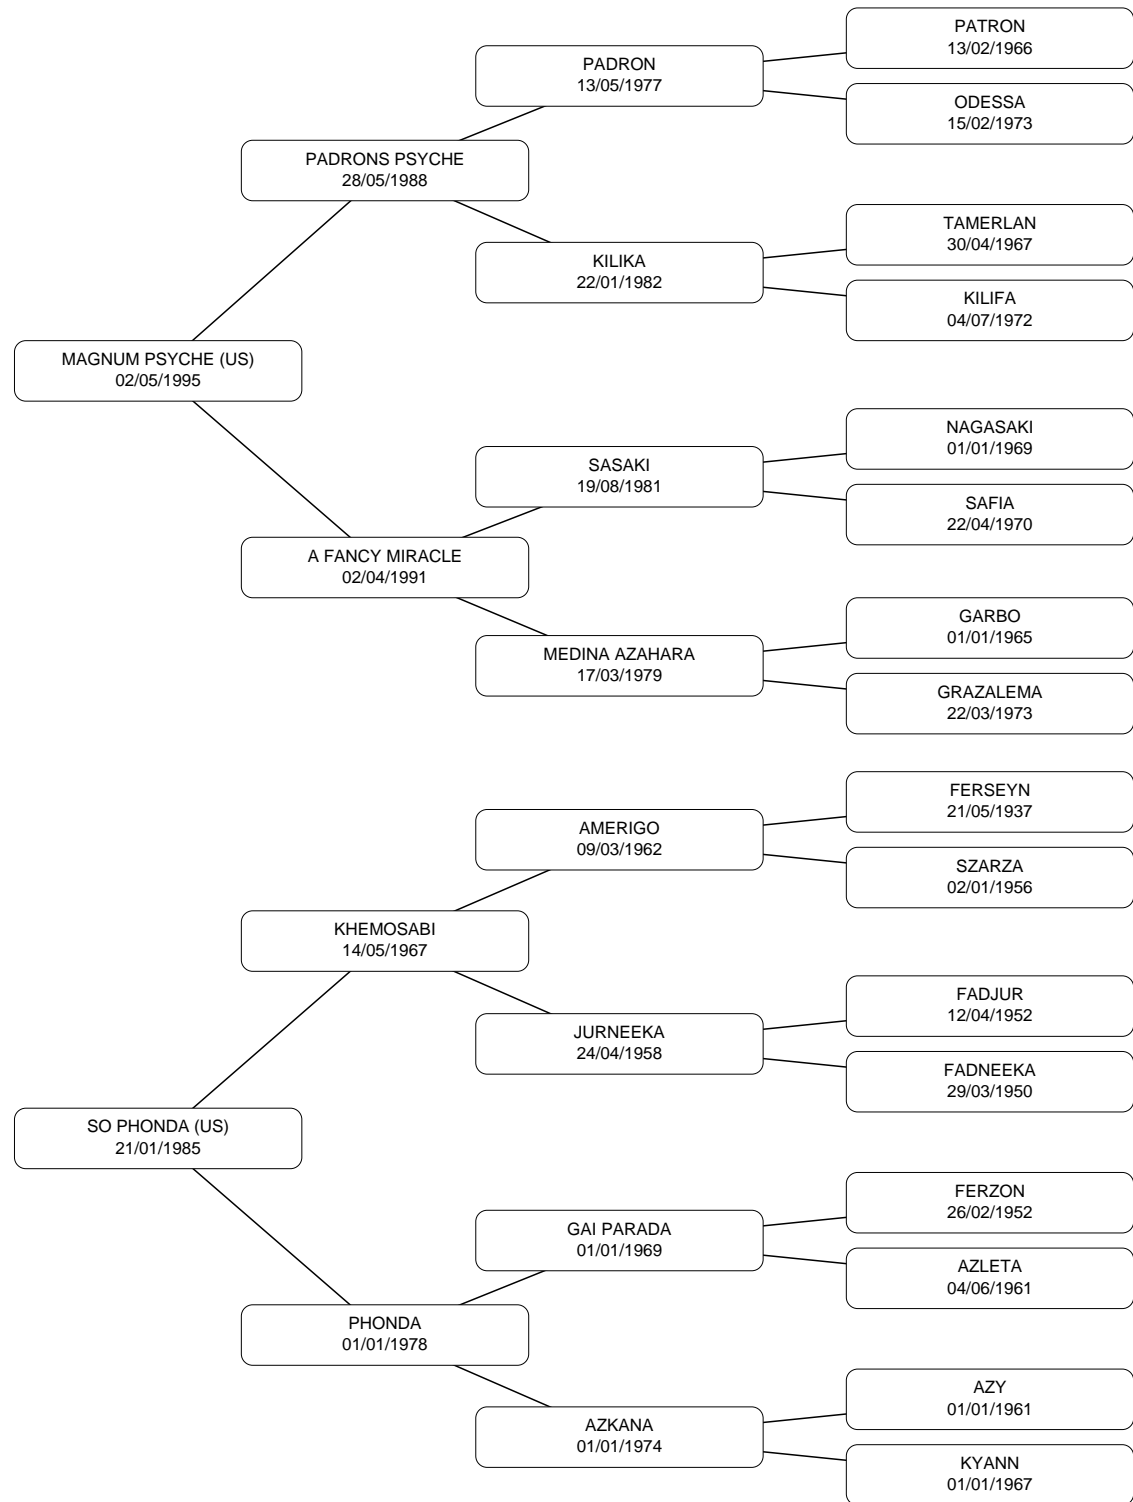 PATRON
13/02/1966
PADRON
13/05/1977
ODESSA
15/02/1973
PADRONS PSYCHE
28/05/1988
TAMERLAN
30/04/1967
KILIKA
22/01/1982
KILIFA
04/07/1972
MAGNUM PSYCHE (US)
02/05/1995
NAGASAKI
01/01/1969
SASAKI
19/08/1981
SAFIA
22/04/1970
A FANCY MIRACLE
02/04/1991
GARBO
01/01/1965
MEDINA AZAHARA
17/03/1979
GRAZALEMA
22/03/1973
FERSEYN
21/05/1937
AMERIGO
09/03/1962
SZARZA
02/01/1956
KHEMOSABI
14/05/1967
FADJUR
12/04/1952
JURNEEKA
24/04/1958
FADNEEKA
29/03/1950
SO PHONDA (US)
21/01/1985
FERZON
26/02/1952
GAI PARADA
01/01/1969
AZLETA
04/06/1961
PHONDA
01/01/1978
AZY
01/01/1961
AZKANA
01/01/1974
KYANN
01/01/1967